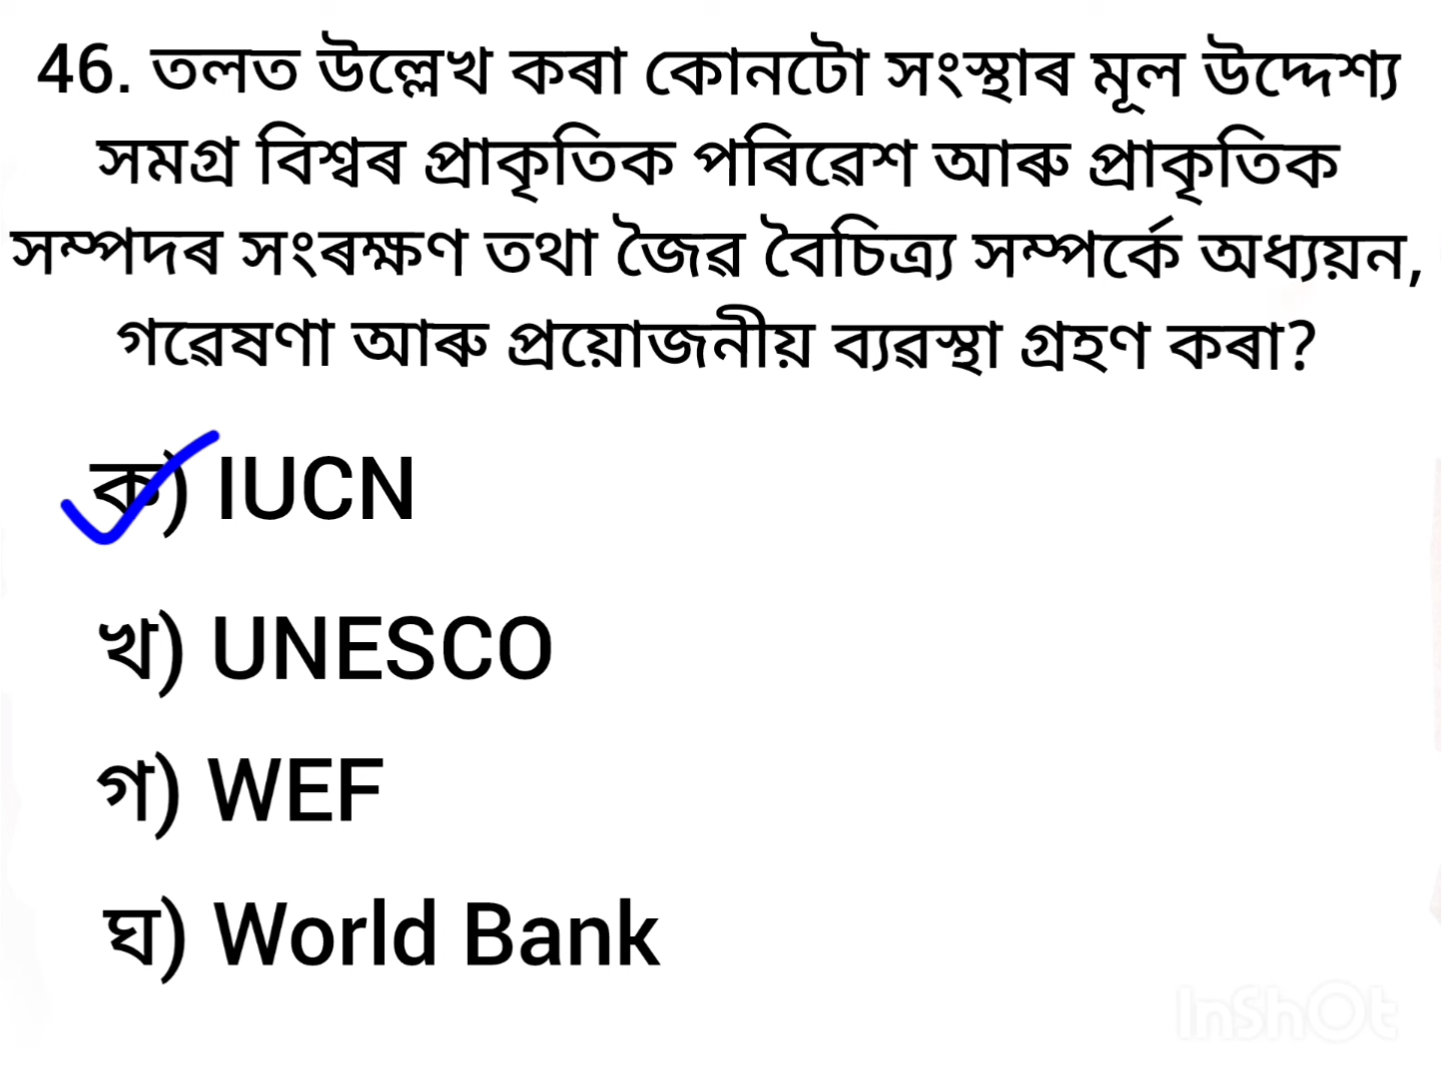 46. তলত উল্লেখ কৰা কোনটো সংস্থাৰ মূল উদ্দেশ্য
সমগ্ৰ বিশ্বৰ প্ৰাকৃতিক পৰিৱেশ আৰু প্ৰাকৃতিক
সম্পদৰ সংৰক্ষণ তথা জৈৱ বৈচিত্ৰ্য সম্পৰ্কে অধ্যয়ন,
গৱেষণা আৰু প্ৰয়োজনীয় ব্যৱস্থা গ্ৰহণ কৰা?
ক) IUCN
খ) UNESCO
গ) WEF
ঘ) World Bank
InShOt